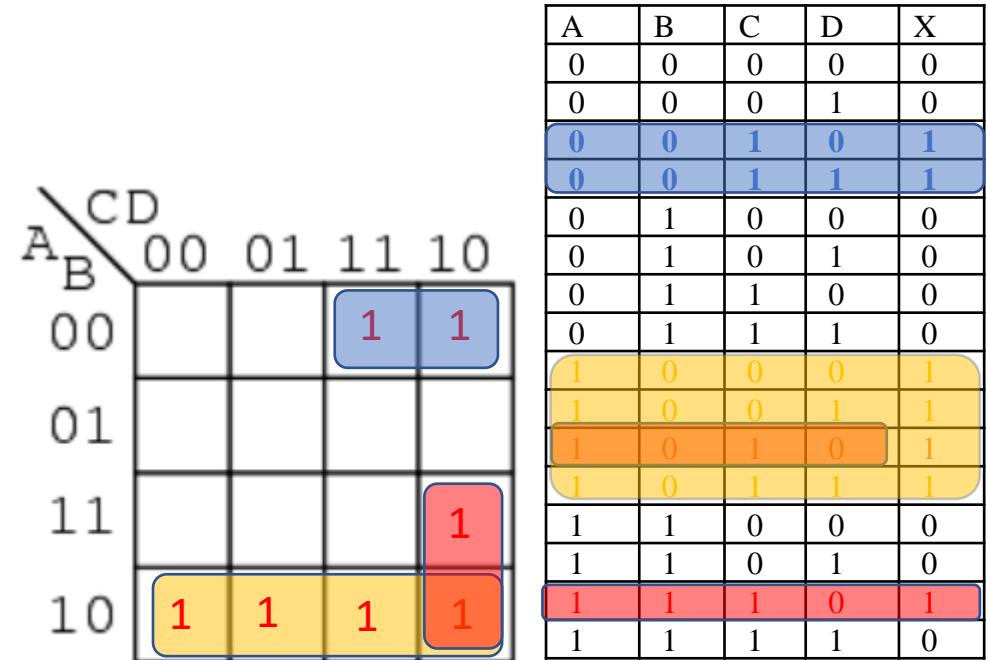 CD
A
B
00 01 11 10
00 1 1
01
11 1
10 1 1 1 1
A B C D X
0 0 0 0 0
0 0 0 1 0
0 0 1 0 1
0 0 1 1 1
0 1 0 0 0
0 1 0 1 0
0 1 1 0 0
0 1 1 1 0
1 0 0 0 1
1 0 0 1 1
1 0 1 0 1
1 0 1 1 1
1 1 0 0 0
1 1 0 1 0
1 1 1 0 1
1 1 1 1 0